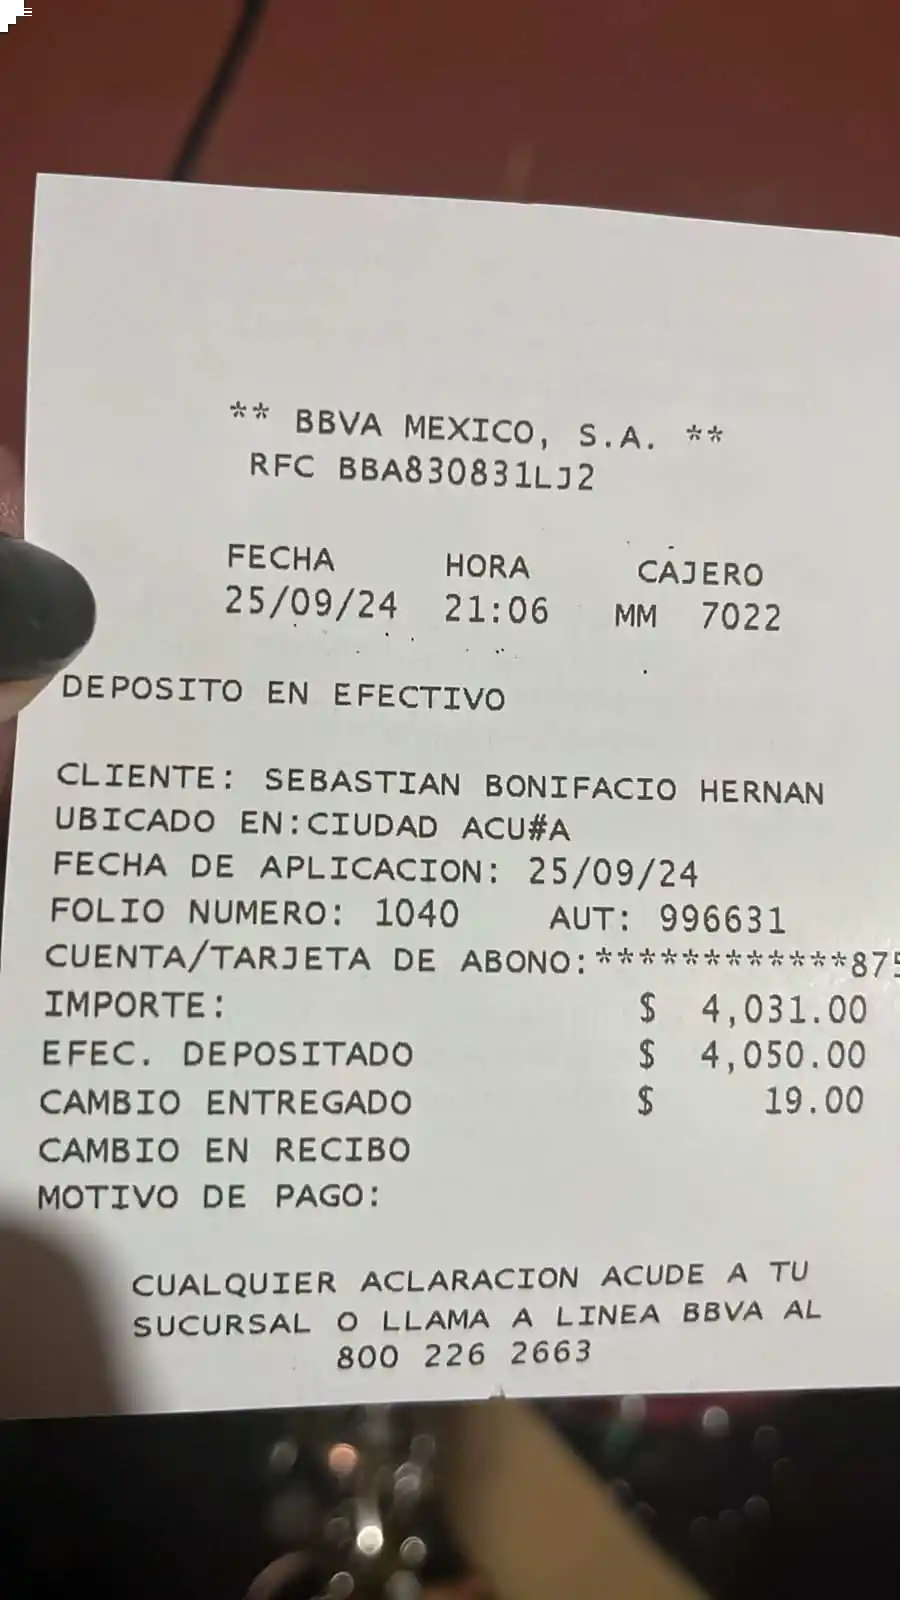 ** BBVA MEXICO, S.A. **
RFC BBA830831LJ2
FECHA HORA CAJERO
25/09/24 21:06 MM 7022
DEPOSITO EN EFECTIVO
CLIENTE: SEBASTIAN BONIFACIO HERNAN
UBICADO EN:CIUDAD ACU#A
FECHA DE APLICACION: 25/09/24
FOLIO NUMERO: 1040 AUT: 996631
CUENTA/TARJETA DE ABONO:************875
IMPORTE: $ 4,031.00
EFEC. DEPOSITADO $ 4,050.00
CAMBIO ENTREGADO $ 19.00
CAMBIO EN RECIBO
MOTIVO DE PAGO:
CUALQUIER ACLARACION ACUDE A TU
SUCURSAL O LLAMA A LINEA BBVA AL
800 226 2663